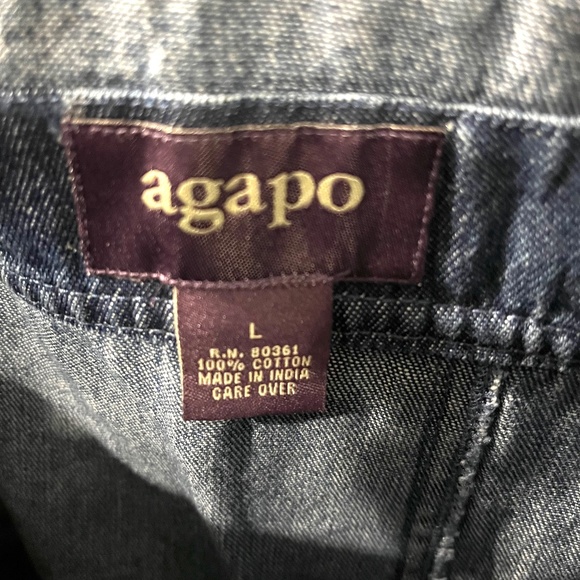 agapo
L
R.N. 80361
100% COTTON
MADE IN INDIA
CARE OVER